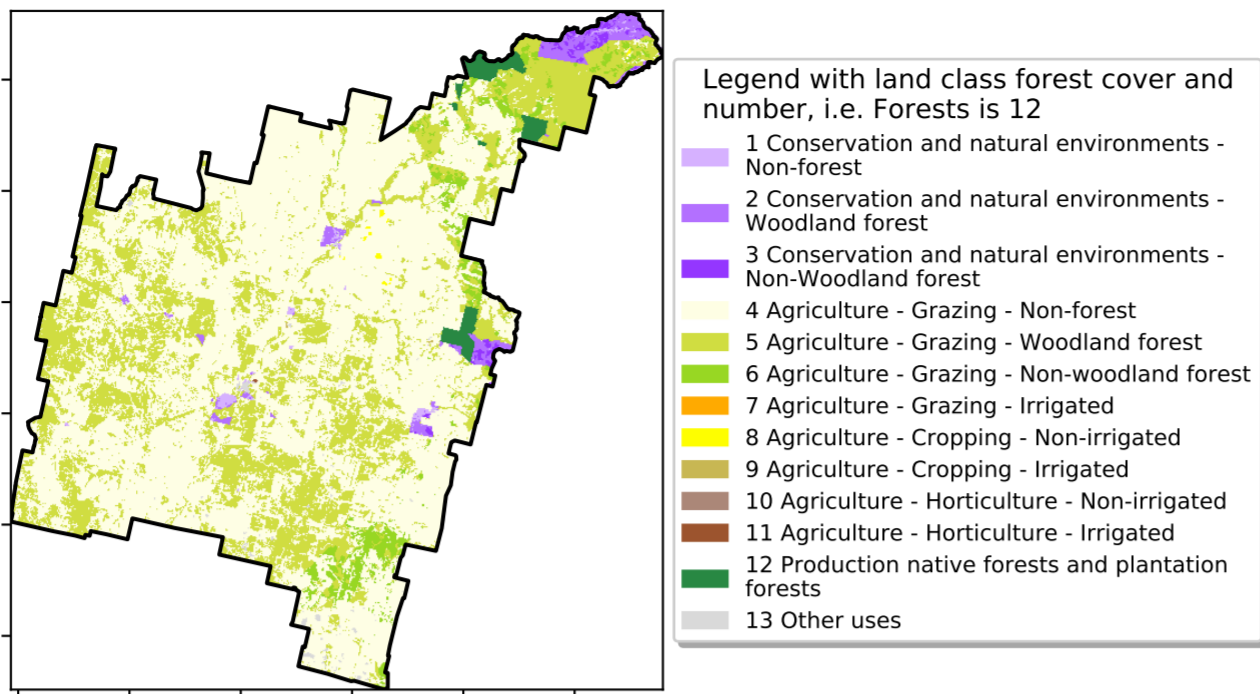 Legend with land class forest cover and
number, i.e. Forests is 12
1 Conservation and natural environments -
Non-forest
2 Conservation and natural environments -
Woodland forest
3 Conservation and natural environments -
Non-Woodland forest
4 Agriculture - Grazing - Non-forest
5 Agriculture - Grazing - Woodland forest
6 Agriculture - Grazing - Non-woodland forest
7 Agriculture - Grazing - Irrigated
8 Agriculture - Cropping - Non-irrigated
9 Agriculture - Cropping - Irrigated
10 Agriculture - Horticulture - Non-irrigated
11 Agriculture - Horticulture - Irrigated
12 Production native forests and plantation
forests
13 Other uses